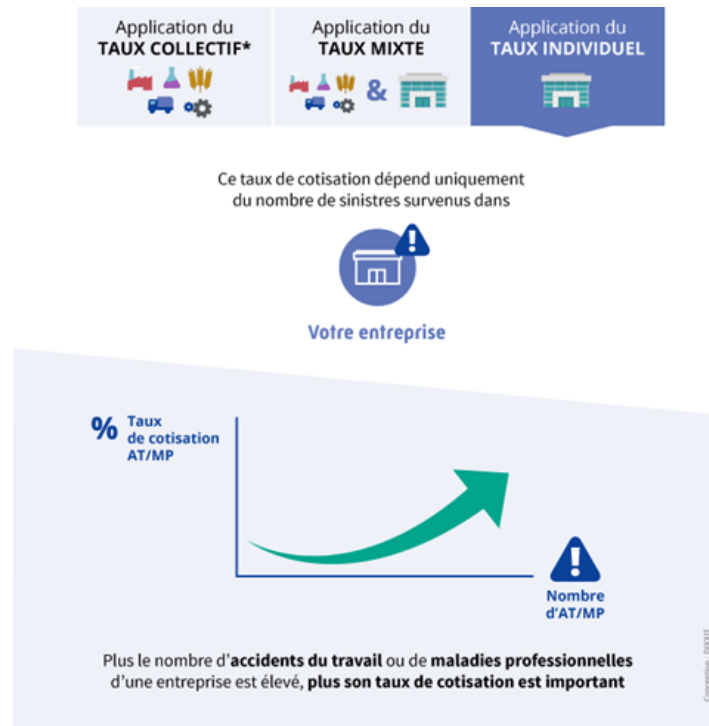 Application du
TAUX COLLECTIF*
Application du
TAUX MIXTE
&
Application du
TAUX INDIVIDUEL
Ce taux de cotisation dépend uniquement
du nombre de sinistres survenus dans
Votre entreprise
% Taux
de cotisation
AT/MP
Nombre
d'AT/MP
Plus le nombre d'accidents du travail ou de maladies professionnelles
d'une entreprise est élevé, plus son taux de cotisation est important
Conception : DIXXIT